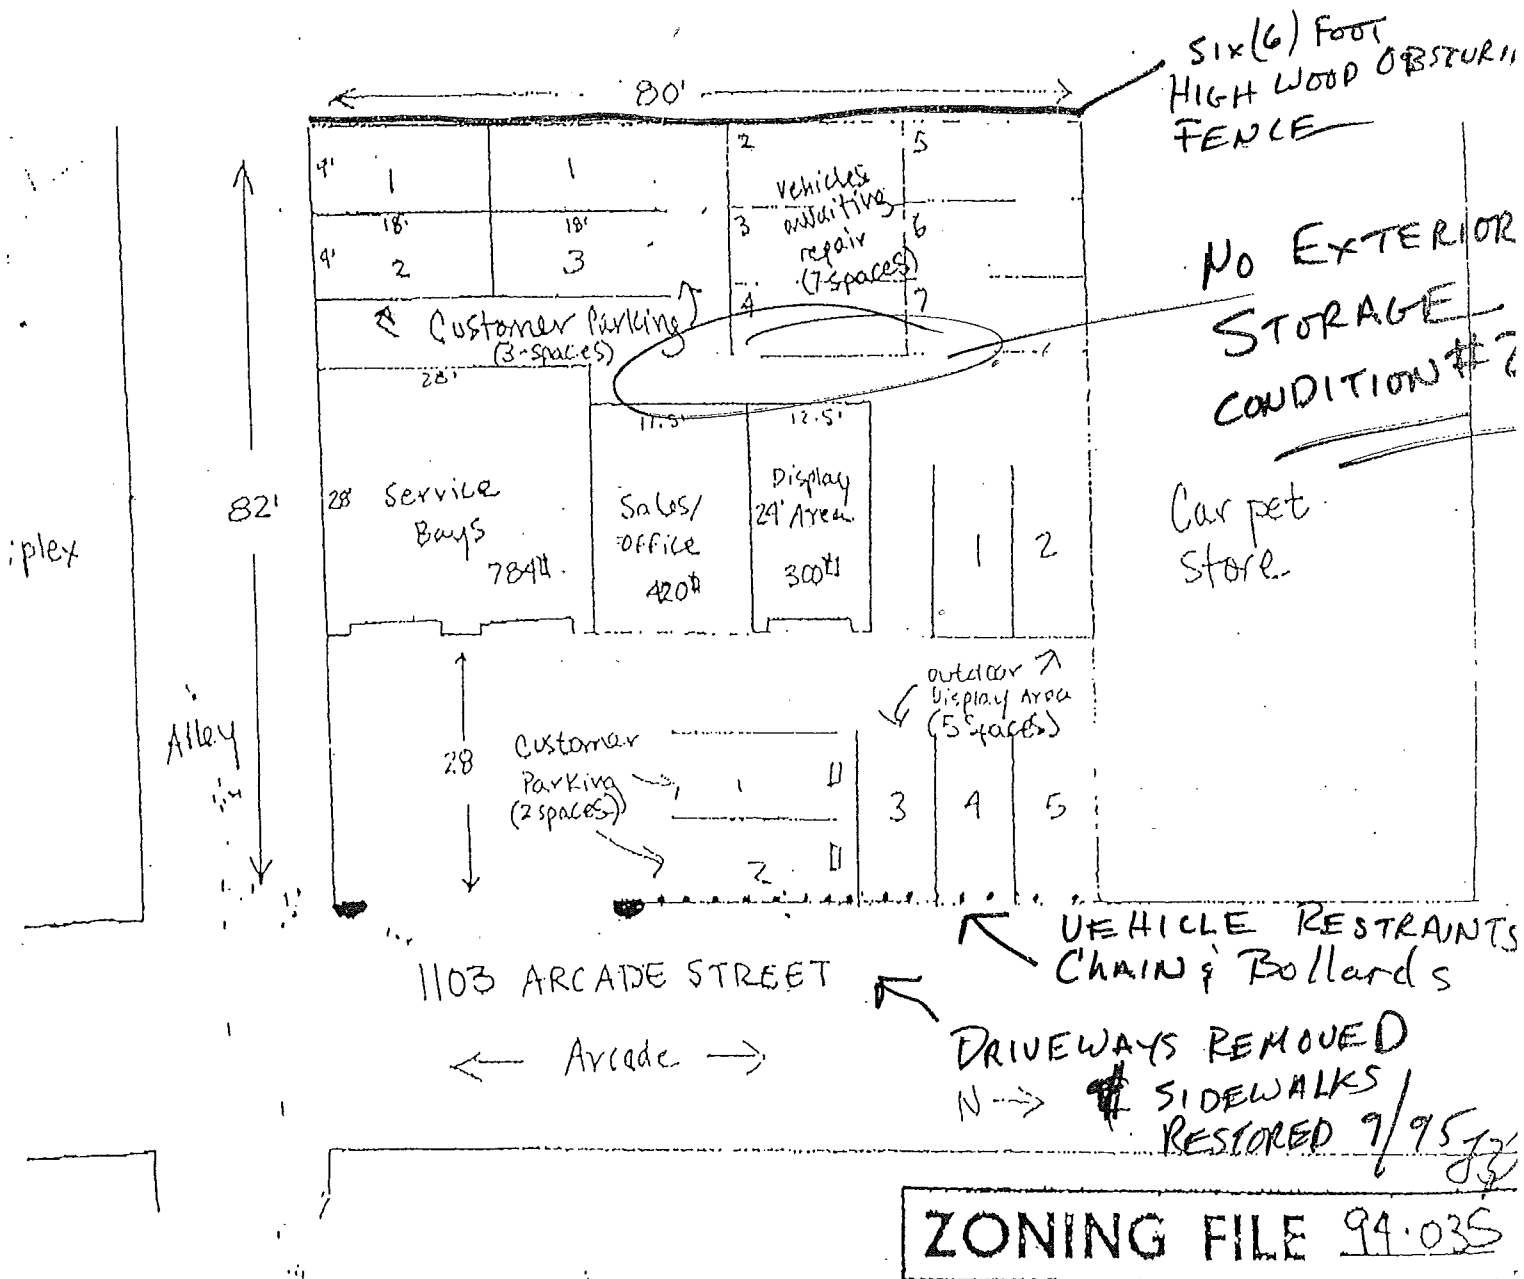 SIX(6) FOOT
HIGH WOOD
FENCE
80'
9'
1
1
2
5
18'
18'
9'
2
3
3
6
vehicles
awaiting
repair
(7-spaces)
4
7
NO EXTERIOR
STORAGE
CONDITION #2
Customer Parking
(3-spaces)
28'
11.5'
12.5'
82'
28'
Service
Bays
784#
Sales/
office
420#
Display
24' Area
300#
1
2
Carpet
store
iplex
Alley
28
outdoor
Display Area
(5 spaces)
Customer
Parking
(2 spaces)
1
2
3
4
5
VEHICLE RESTRAINTS
CHAIN & Bollards
1103 ARCADE STREET
Arcade
N
DRIVEWAYS REMOVED
& SIDEWALKS
RESTORED 9/95
ZONING FILE 94-035